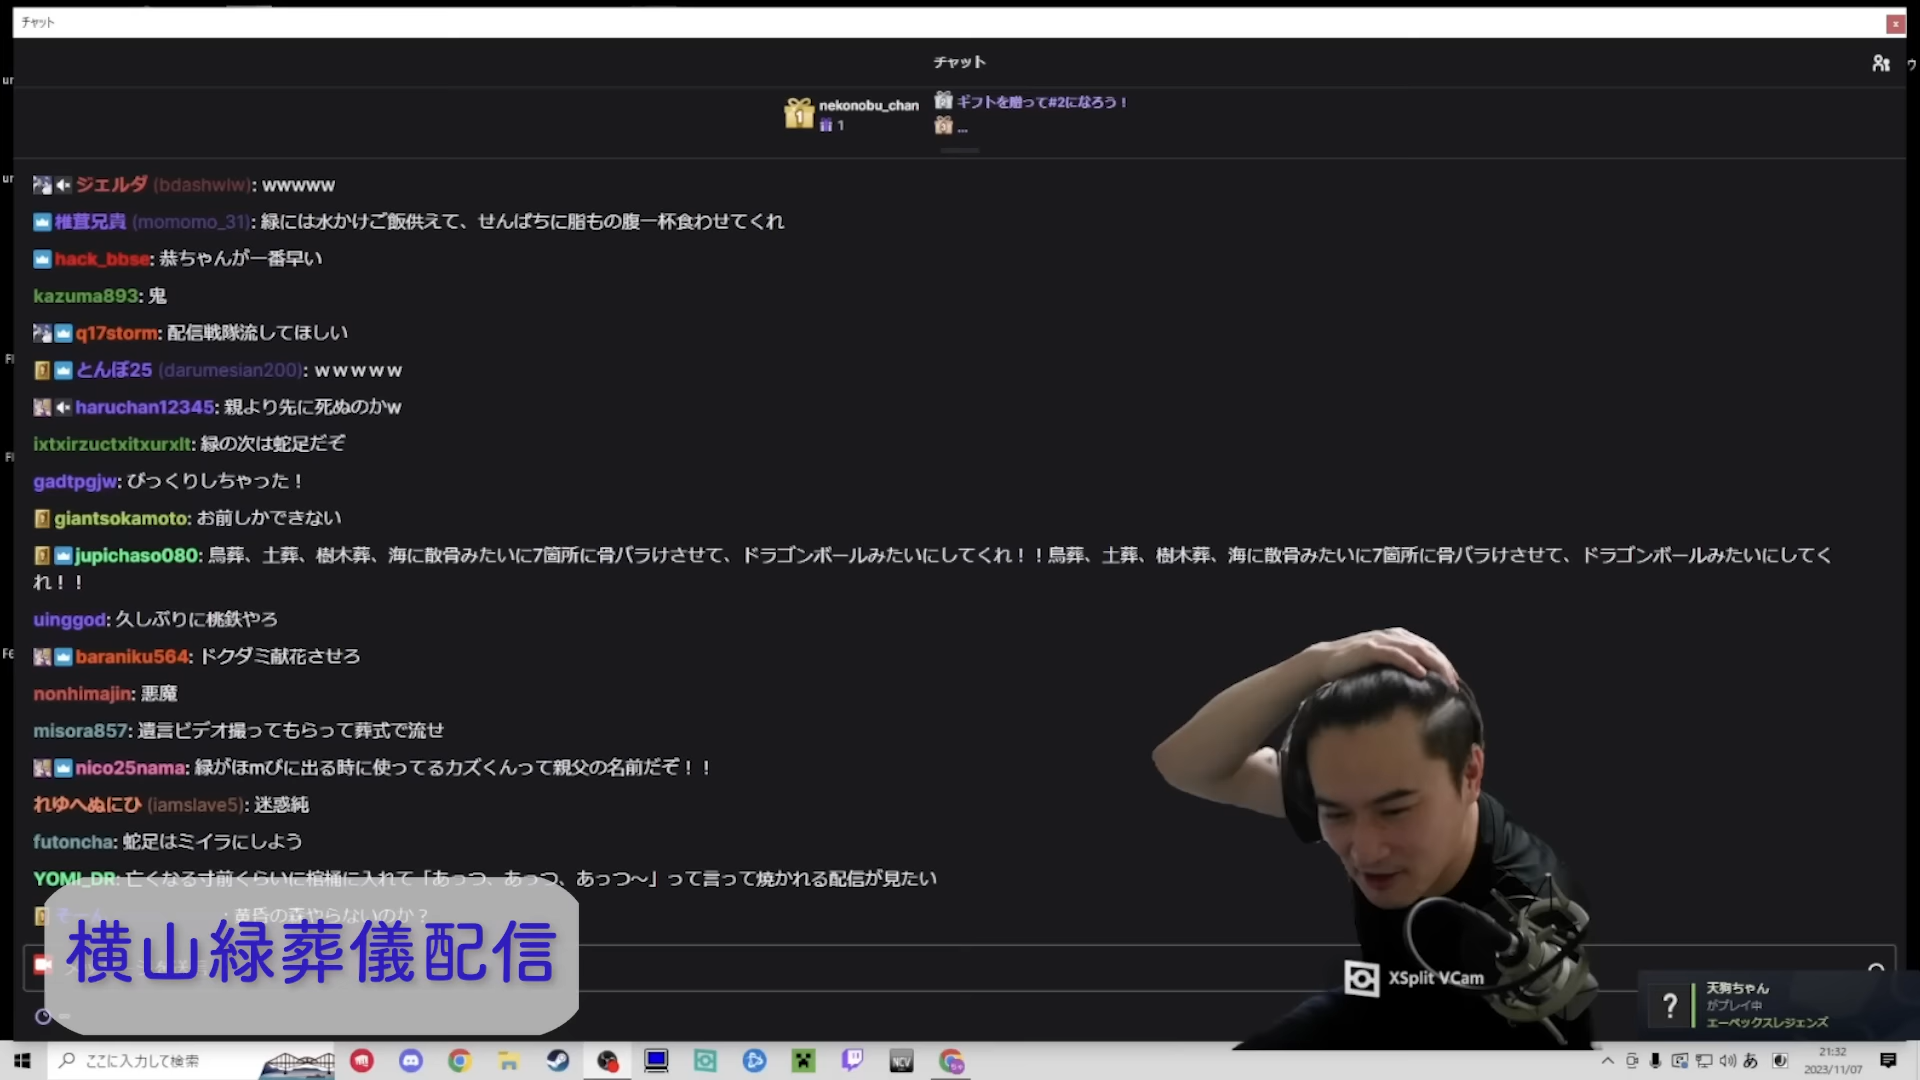 チャット
チャット
nekonobu_chan
1
ギフトを贈って#2になろう！
...
ジェルダ (bdashwlw): wwwww
椎茸兄貴 (momomo_31): 緑には水かけご飯供えて、せんぱちに脂もの腹一杯食わせてくれ
hack_bbse: 恭ちゃんが一番早い
kazuma893: 鬼
q17storm: 配信戦隊流してほしい
とんぼ25 (darumesian200): ｗｗｗｗｗ
haruchan12345: 親より先に死ぬのかw
ixtxirzuctxitxurxlt: 緑の次は蛇足だぞ
gadtpgjw: びっくりしちゃった！
giantsokamoto: お前しかできない
jupichaso080: 鳥葬、土葬、樹木葬、海に散骨みたいに7箇所に骨バラけさせて、ドラゴンボールみたいにしてくれ！！鳥葬、土葬、樹木葬、海に散骨みたいに7箇所に骨バラけさせて、ドラゴンボールみたいにしてく
れ！！
uinggod: 久しぶりに桃鉄やろ
baraniku564: ドクダミ献花させろ
nonhimajin: 悪魔
misora857: 遺言ビデオ撮ってもらって葬式で流せ
nico25nama: 緑がほmびに出る時に使ってるカズくんって親父の名前だぞ！！
れゆへぬにひ (iamslave5): 迷惑純
futoncha: 蛇足はミイラにしよう
YOMI_DR: 亡くなる寸前くらいに棺桶に入れて「あっつ、あっつ、あっつ～」って言って焼かれる配信が見たい
そーん : 黄昏の森やらないのか？
横山緑葬儀配信
XSplit VCam
?
天狗ちゃん
がプレイ中
エーペックスレジェンズ
ここに入力して検索
NCV
あ
21:32
2023/11/07